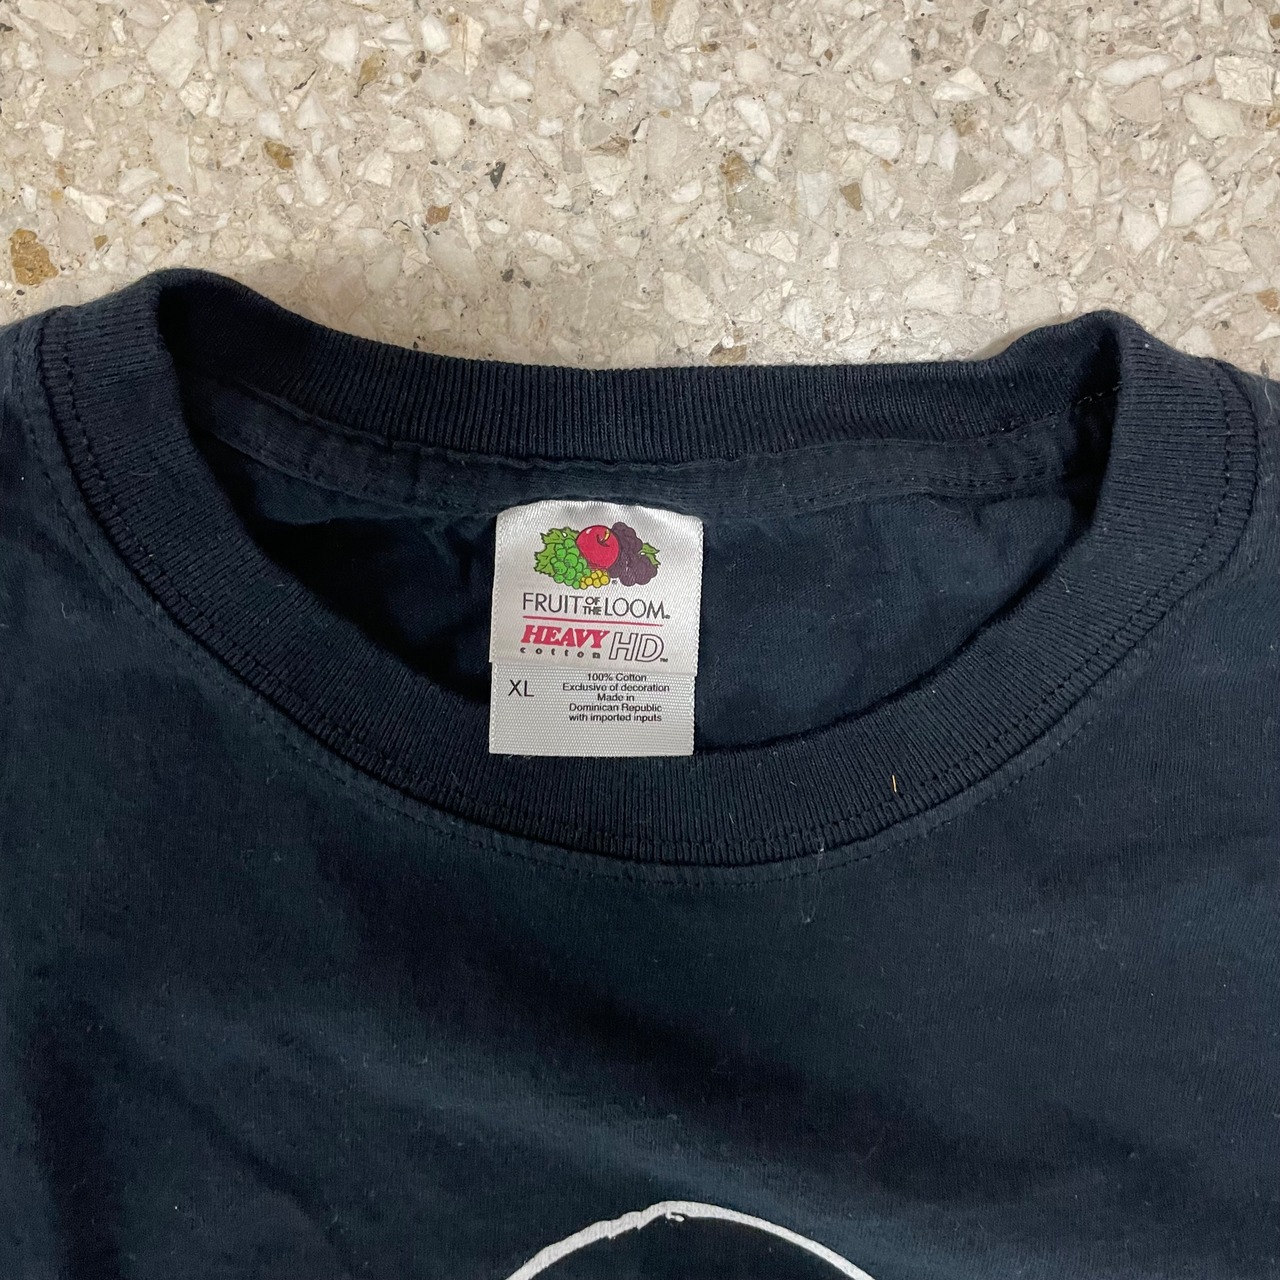 FRUIT OF THE LOOM®
HEAVY cotton HD™
XL
100% Cotton
Exclusive of decoration
Made in
Dominican Republic
with imported inputs